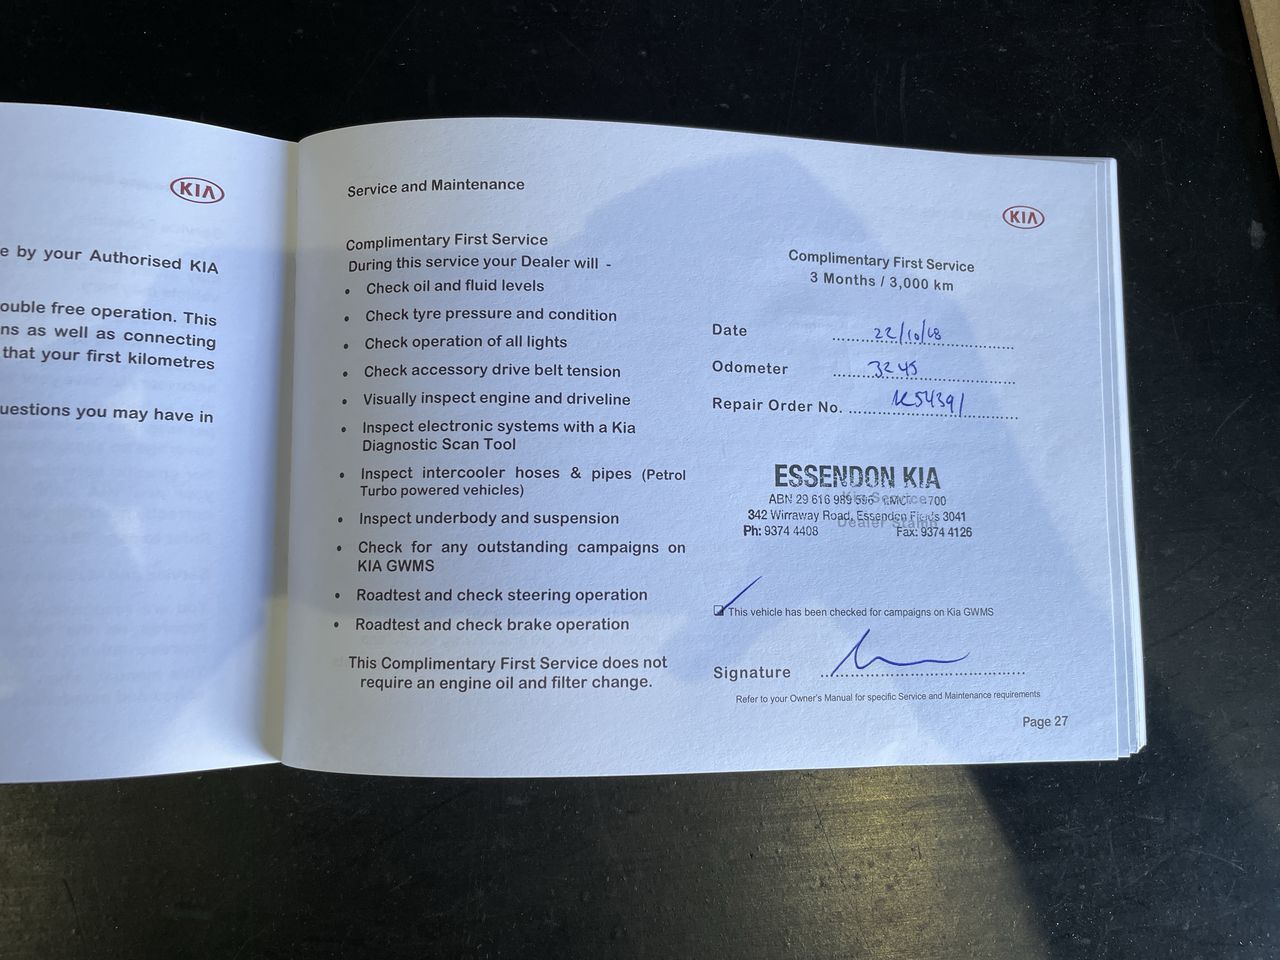 KIA
e by your Authorised KIA
ouble free operation. This
ns as well as connecting
that your first kilometres
uestions you may have in
Service and Maintenance
Complimentary First Service
During this service your Dealer will -
• Check oil and fluid levels
• Check tyre pressure and condition
• Check operation of all lights
• Check accessory drive belt tension
• Visually inspect engine and driveline
• Inspect electronic systems with a Kia
Diagnostic Scan Tool
• Inspect intercooler hoses & pipes (Petrol
Turbo powered vehicles)
• Inspect underbody and suspension
• Check for any outstanding campaigns on
KIA GWMS
• Roadtest and check steering operation
• Roadtest and check brake operation
This Complimentary First Service does not
require an engine oil and filter change.
KIA
Complimentary First Service
3 Months / 3,000 km
Date 22/10/18
Odometer 3245
Repair Order No.
ESSENDON KIA
ABN 29 616 989 LMCT
342 Wirraway Road, Essendon Fields 3041
Ph: 9374 4408 Fax: 9374 4126
Dealer Stamp
This vehicle has been checked for campaigns on Kia GWMS
Signature
Refer to your Owner's Manual for specific Service and Maintenance requirements
Page 27